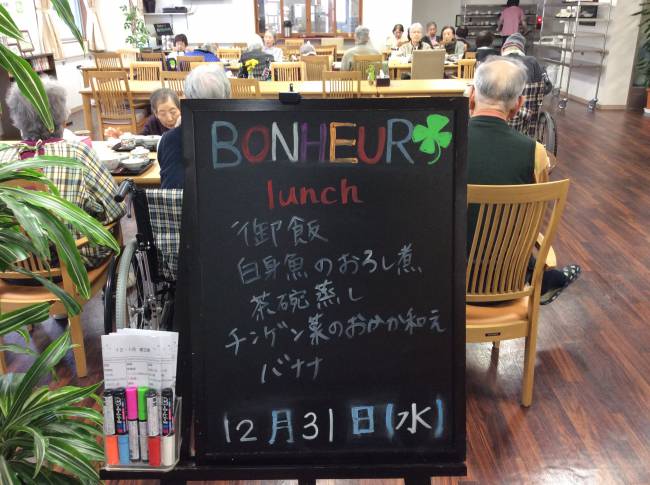 BONHEUR
lunch
御飯
白身魚のおろし煮
茶碗蒸し
チンゲン菜のおかか和え
バナナ
12月31日(水)